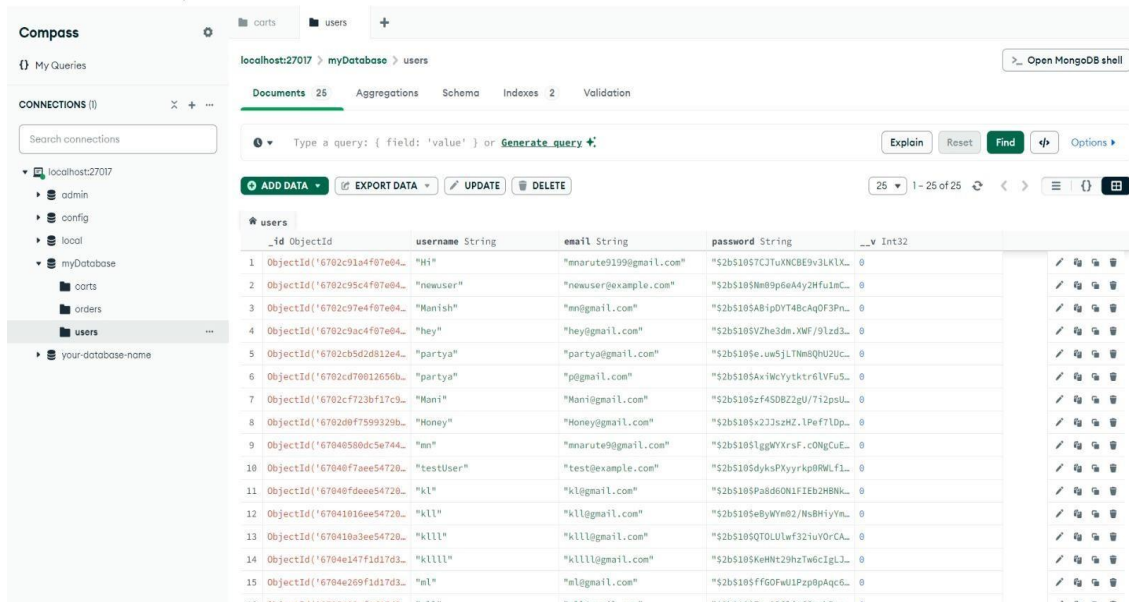 Compass
{} My Queries
CONNECTIONS (1)
Search connections
localhost:27017
admin
config
local
myDatabase
carts
orders
users
your-database-name
carts
users
localhost:27017 > myDatabase > users
>_ Open MongoDB shell
Documents 25 Aggregations Schema Indexes 2 Validation
Type a query: { field: 'value' } or Generate query
Explain Reset Find </> Options
ADD DATA EXPORT DATA UPDATE DELETE
25 1 – 25 of 25
users
_id ObjectId username String email String password String __v Int32
1 ObjectId('6702c91a4f07e04… "Hi" "mnarute9199@gmail.com" "$2b$10$7CJTuXNCBE9v3LKlX… 0
2 ObjectId('6702c95c4f07e04… "newuser" "newuser@example.com" "$2b$10$Nm09p6eA4y2Hfu1mC… 0
3 ObjectId('6702c97e4f07e04… "Manish" "mn@gmail.com" "$2b$10$ABipDYT4BcAqOF3Pn… 0
4 ObjectId('6702c9ac4f07e04… "hey" "hey@gmail.com" "$2b$10$VZhe3dm.XWF/9lzd3… 0
5 ObjectId('6702cb5d2d812e4… "partya" "partya@gmail.com" "$2b$10$e.uw5jLTNm8QhU2Uc… 0
6 ObjectId('6702cd70012656b… "partya" "p@gmail.com" "$2b$10$AxiWcYytktr6lVFu5… 0
7 ObjectId('6702cf723bf17c9… "Mani" "Mani@gmail.com" "$2b$10$zf4SDBZ2gU/7i2psU… 0
8 ObjectId('6702d0f7599329b… "Honey" "Honey@gmail.com" "$2b$10$x2JJszHZ.lPef7lDp… 0
9 ObjectId('67040580dc5e744… "mn" "mnarute9@gmail.com" "$2b$10$lggWYXrsF.cONgCuE… 0
10 ObjectId('67040f7aee54720… "testUser" "test@example.com" "$2b$10$dyksPXyyrkp0RWLf1… 0
11 ObjectId('67040fdeee54720… "kl" "kl@gmail.com" "$2b$10$Pa8d6ON1FIEb2HBNk… 0
12 ObjectId('67041016ee54720… "kll" "kll@gmail.com" "$2b$10$eByWYm02/NsBHiyYm… 0
13 ObjectId('670410a3ee54720… "klll" "klll@gmail.com" "$2b$10$QTOLUlwf32iuYOrCA… 0
14 ObjectId('6704e147f1d17d3… "kllll" "kllll@gmail.com" "$2b$10$KeHNt29hzTw6cIgLJ… 0
15 ObjectId('6704e269f1d17d3… "ml" "ml@gmail.com" "$2b$10$ffGOFwU1Pzp0pAqc6… 0